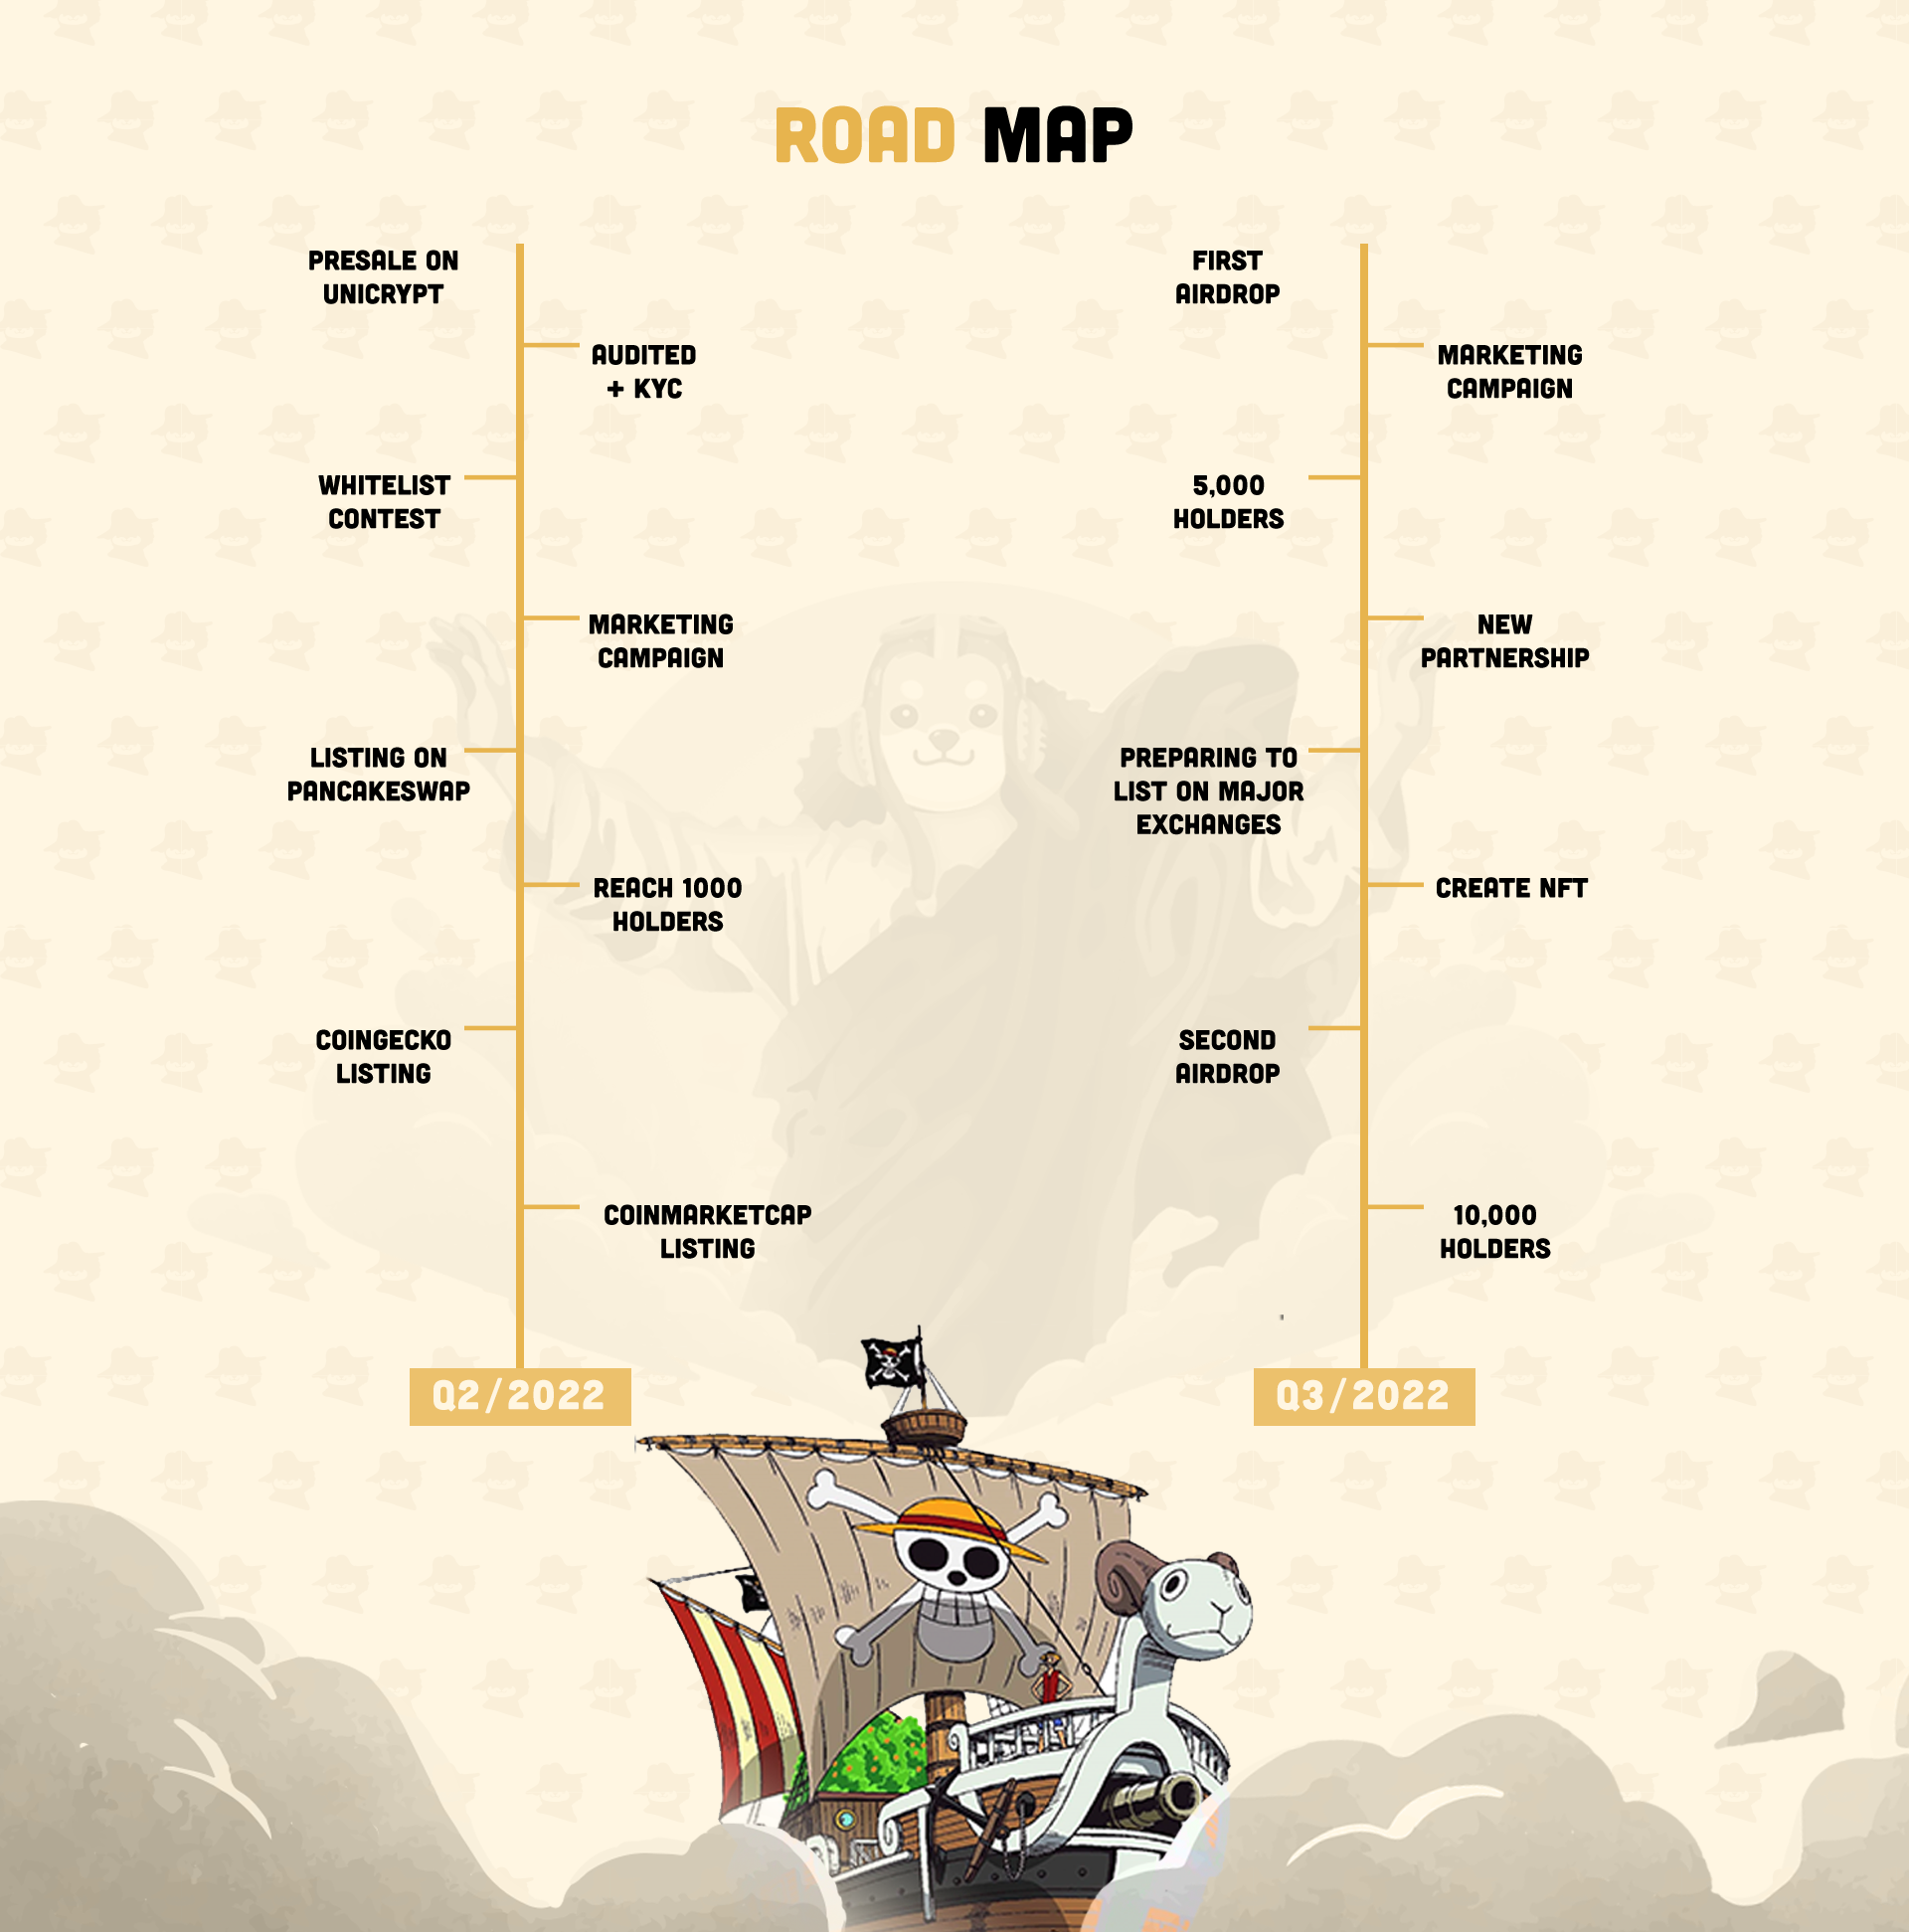 ROAD MAP
PRESALE ON
UNICRYPT
AUDITED
+ KYC
WHITELIST
CONTEST
MARKETING
CAMPAIGN
LISTING ON
PANCAKESWAP
REACH 1000
HOLDERS
COINGECKO
LISTING
COINMARKETCAP
LISTING
Q2/2022
FIRST
AIRDROP
MARKETING
CAMPAIGN
5,000
HOLDERS
NEW
PARTNERSHIP
PREPARING TO
LIST ON MAJOR
EXCHANGES
CREATE NFT
SECOND
AIRDROP
10,000
HOLDERS
Q3/2022